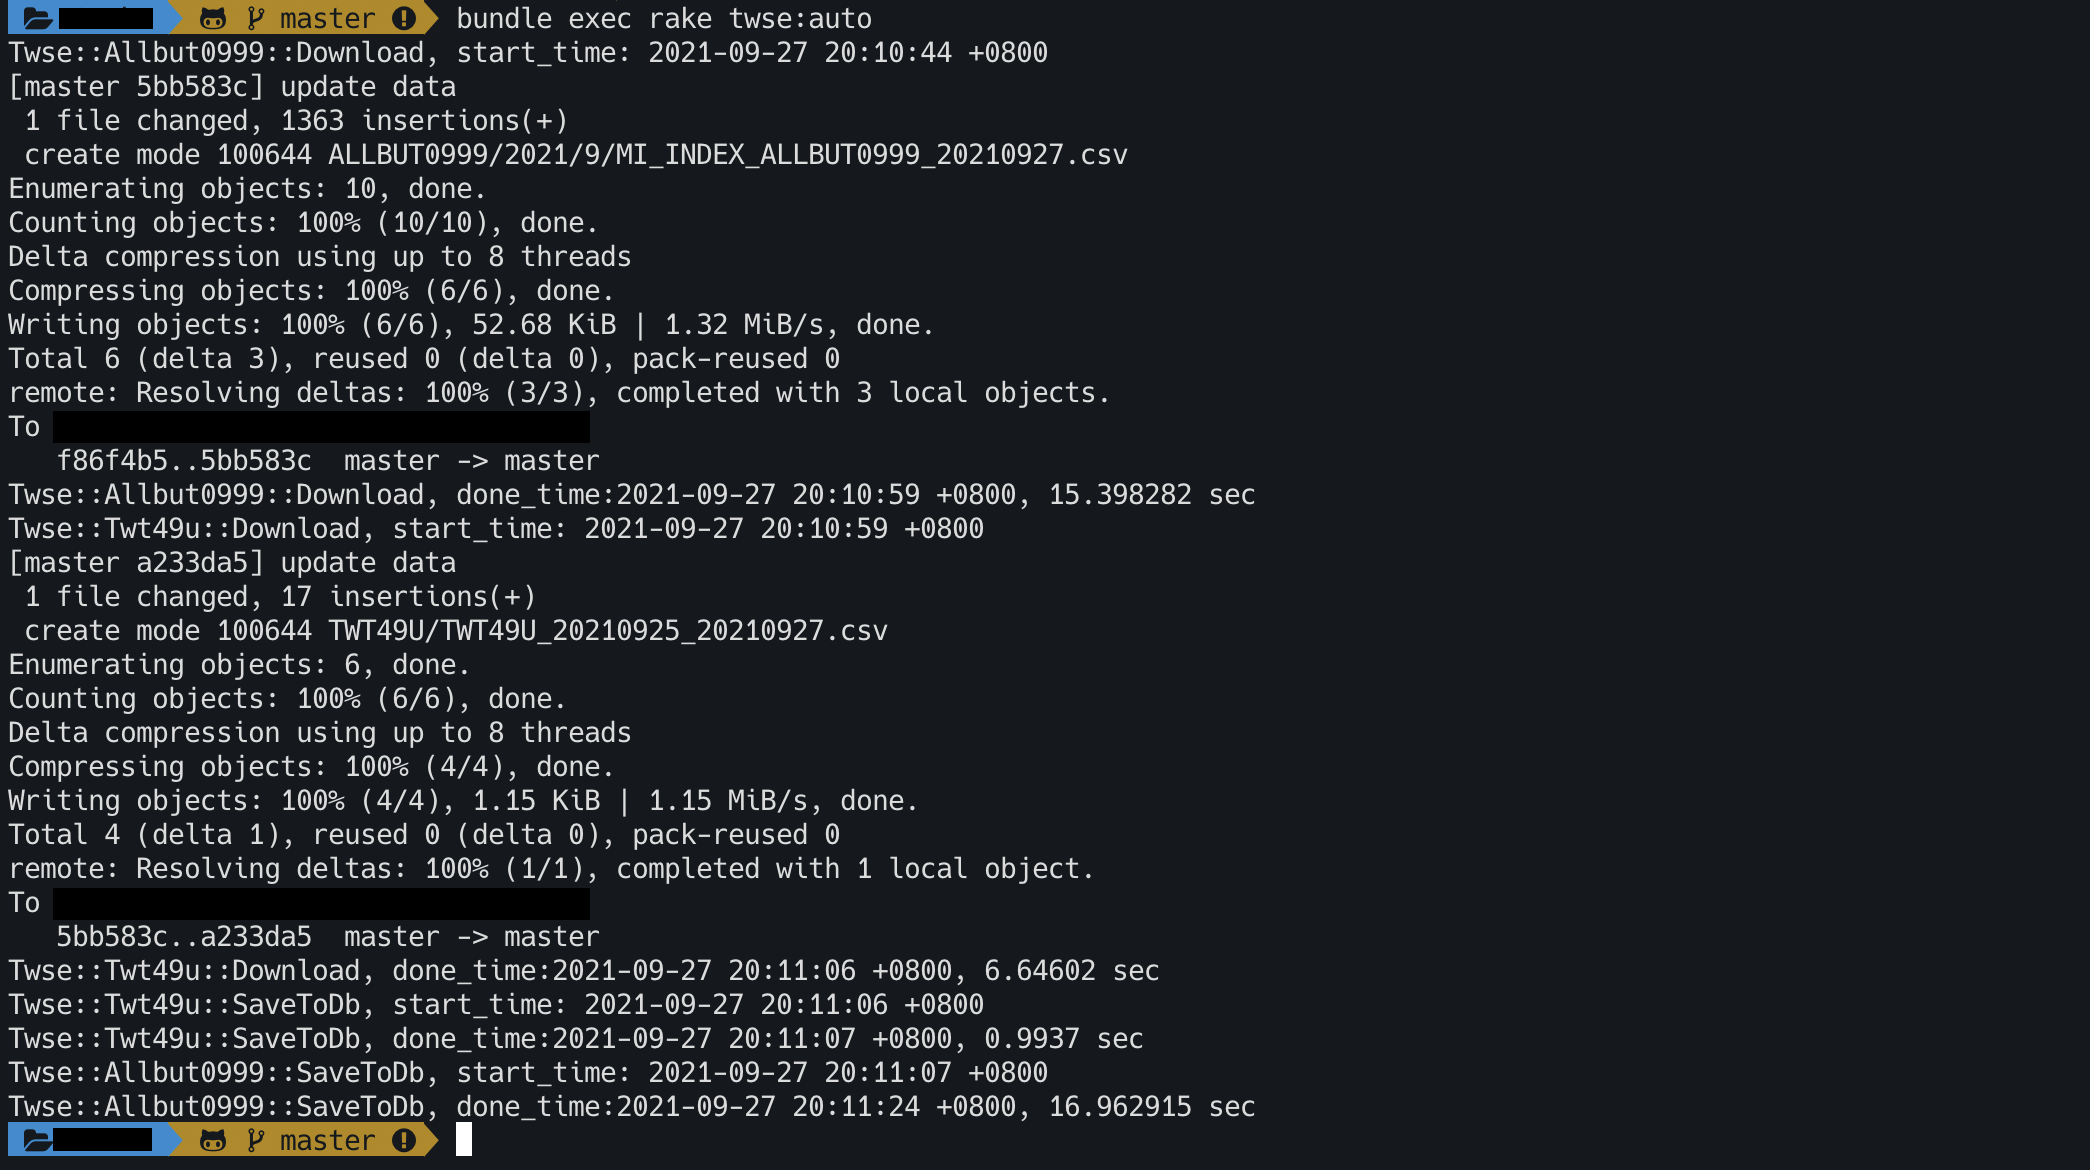 master bundle exec rake twse:auto
Twse::Allbut0999::Download, start_time: 2021-09-27 20:10:44 +0800
[master 5bb583c] update data
 1 file changed, 1363 insertions(+)
 create mode 100644 ALLBUT0999/2021/9/MI_INDEX_ALLBUT0999_20210927.csv
Enumerating objects: 10, done.
Counting objects: 100% (10/10), done.
Delta compression using up to 8 threads
Compressing objects: 100% (6/6), done.
Writing objects: 100% (6/6), 52.68 KiB | 1.32 MiB/s, done.
Total 6 (delta 3), reused 0 (delta 0), pack-reused 0
remote: Resolving deltas: 100% (3/3), completed with 3 local objects.
To
   f86f4b5..5bb583c  master -> master
Twse::Allbut0999::Download, done_time:2021-09-27 20:10:59 +0800, 15.398282 sec
Twse::Twt49u::Download, start_time: 2021-09-27 20:10:59 +0800
[master a233da5] update data
 1 file changed, 17 insertions(+)
 create mode 100644 TWT49U/TWT49U_20210925_20210927.csv
Enumerating objects: 6, done.
Counting objects: 100% (6/6), done.
Delta compression using up to 8 threads
Compressing objects: 100% (4/4), done.
Writing objects: 100% (4/4), 1.15 KiB | 1.15 MiB/s, done.
Total 4 (delta 1), reused 0 (delta 0), pack-reused 0
remote: Resolving deltas: 100% (1/1), completed with 1 local object.
To
   5bb583c..a233da5  master -> master
Twse::Twt49u::Download, done_time:2021-09-27 20:11:06 +0800, 6.64602 sec
Twse::Twt49u::SaveToDb, start_time: 2021-09-27 20:11:06 +0800
Twse::Twt49u::SaveToDb, done_time:2021-09-27 20:11:07 +0800, 0.9937 sec
Twse::Allbut0999::SaveToDb, start_time: 2021-09-27 20:11:07 +0800
Twse::Allbut0999::SaveToDb, done_time:2021-09-27 20:11:24 +0800, 16.962915 sec
master